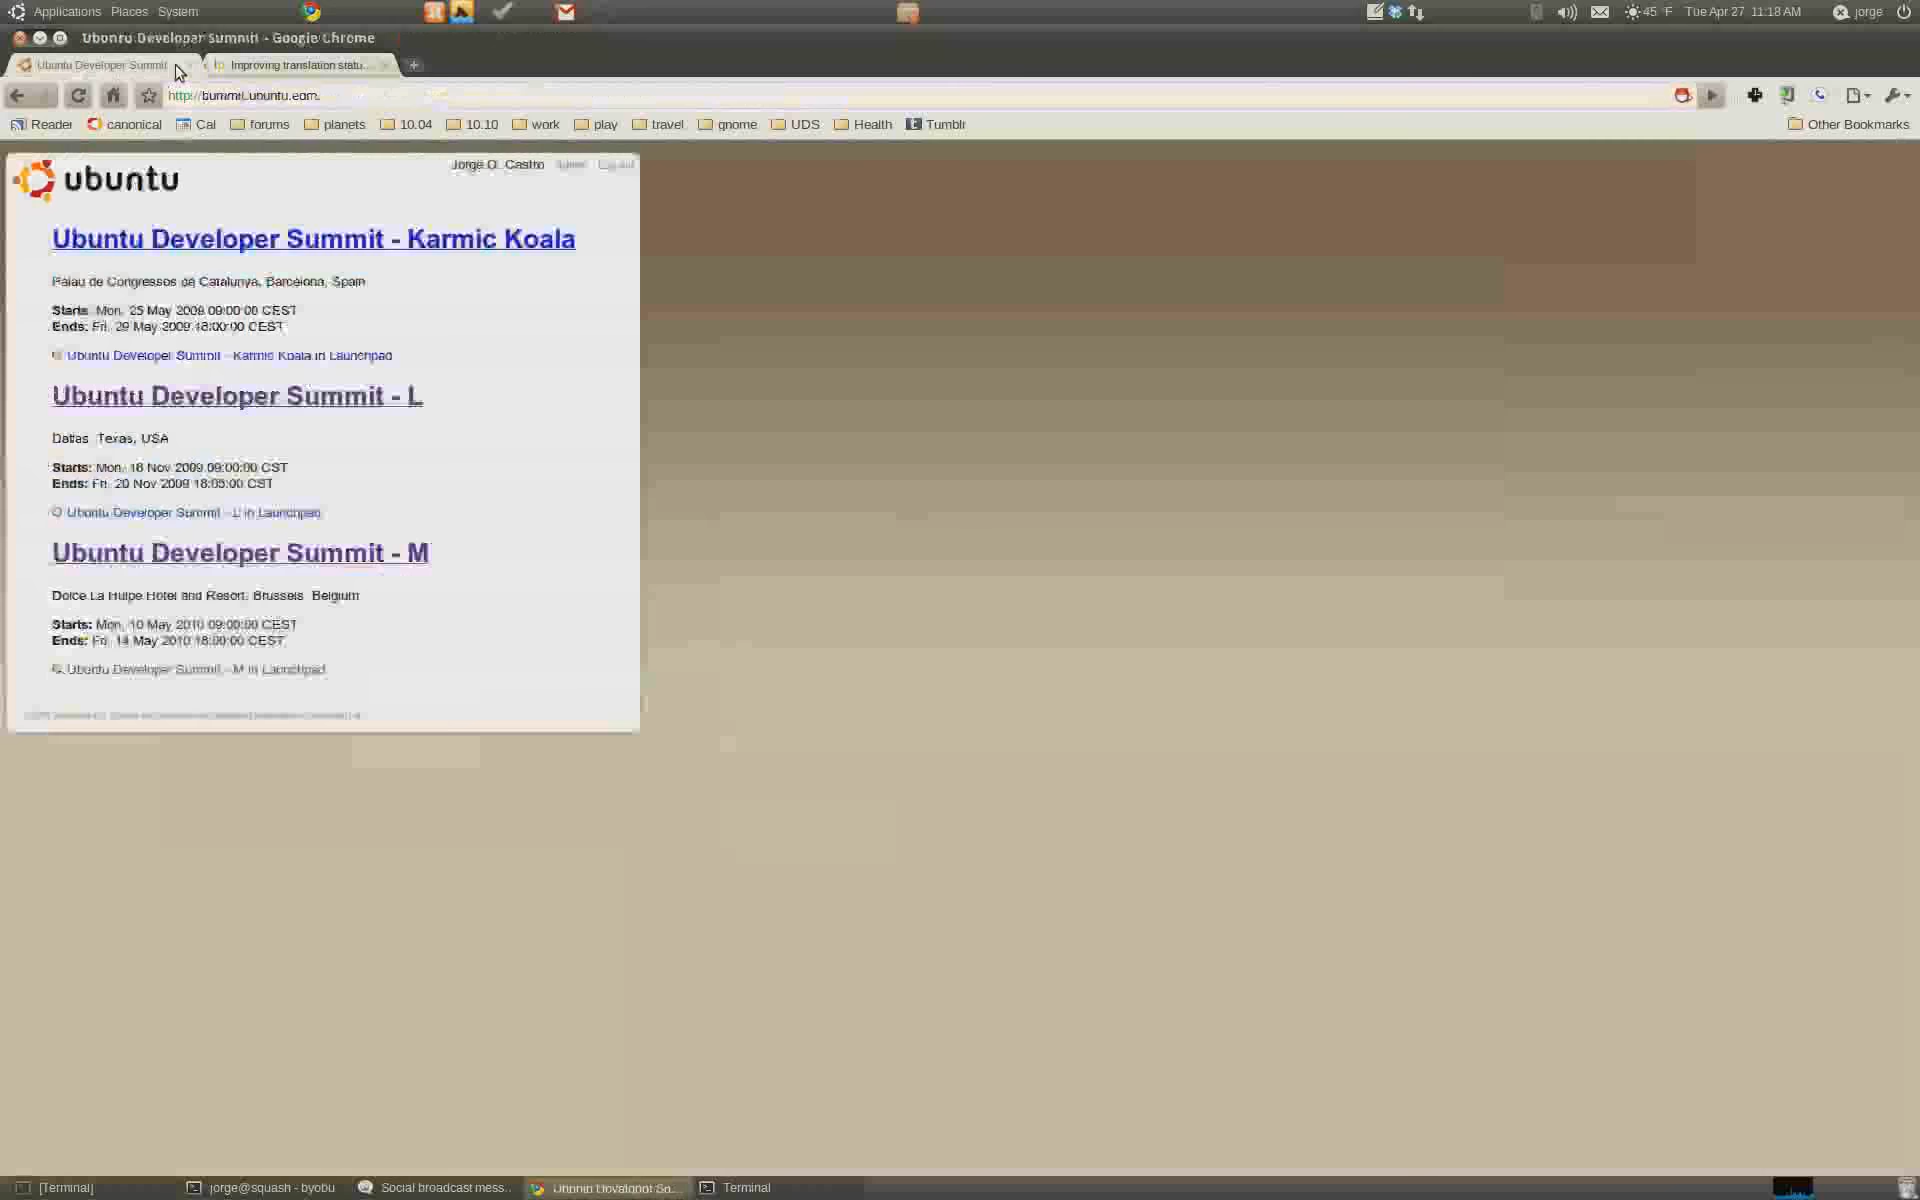 Applications Places System
45 °F Tue Apr 27 11:18 AM jorge
Ubuntu Developer Summit - Google Chrome
Ubuntu Developer Summit
Improving translation statu...
http://summit.ubuntu.com
Reader canonical Cal forums planets 10.04 10.10 work play travel gnome UDS Health Tumblr Other Bookmarks
Jorge O. Castro
ubuntu
Ubuntu Developer Summit - Karmic Koala
Palau de Congressos de Catalunya, Barcelona, Spain
Starts: Mon, 25 May 2009 09:00:00 CEST
Ends: Fri, 29 May 2009 18:00:00 CEST
Ubuntu Developer Summit - Karmic Koala in Launchpad
Ubuntu Developer Summit - L
Dallas, Texas, USA
Starts: Mon, 16 Nov 2009 09:00:00 CST
Ends: Fri, 20 Nov 2009 18:00:00 CST
Ubuntu Developer Summit - L in Launchpad
Ubuntu Developer Summit - M
Dolce La Hulpe Hotel and Resort, Brussels, Belgium
Starts: Mon, 10 May 2010 09:00:00 CEST
Ends: Fri, 14 May 2010 18:00:00 CEST
Ubuntu Developer Summit - M in Launchpad
[Terminal] jorge@squash - byobu Social broadcast mess... Ubuntu Developer Su... Terminal